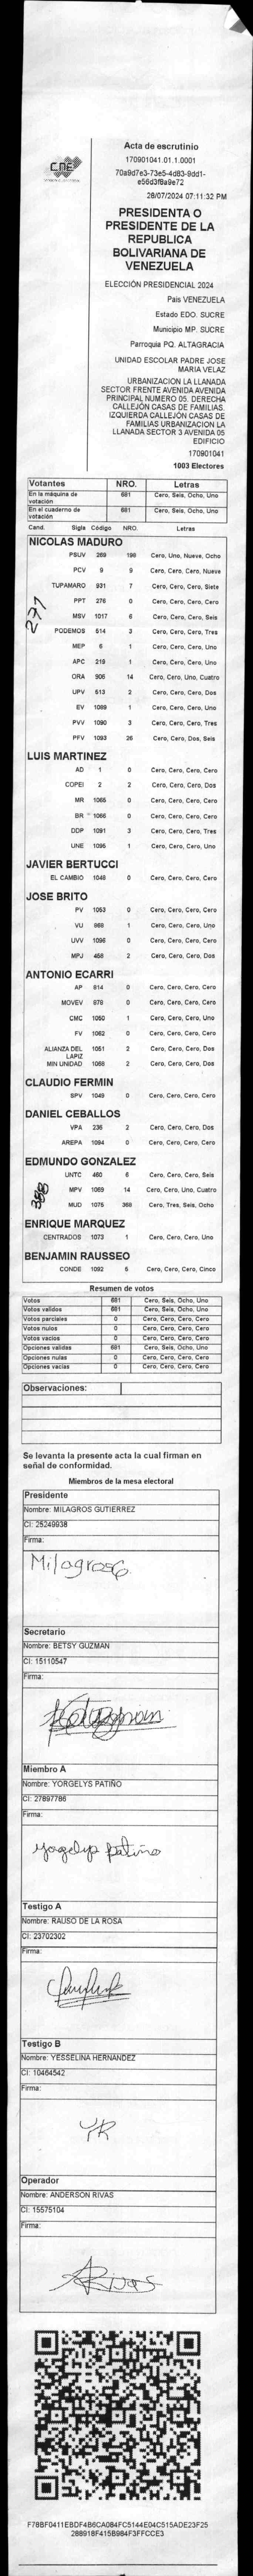 CNE
Acta de escrutinio
170901041.01.1.0001
70a9d7e3-73e5-4d83-9dd1-
e56d3f8a9e72
28/07/2024 07:11:32 PM
PRESIDENTA O
PRESIDENTE DE LA
REPUBLICA
BOLIVARIANA DE
VENEZUELA
ELECCIÓN PRESIDENCIAL 2024
Pais VENEZUELA
Estado EDO. SUCRE
Municipio MP. SUCRE
Parroquia PQ. ALTAGRACIA
UNIDAD ESCOLAR PADRE JOSE
MARIA VELAZ
URBANIZACION LA LLANADA
SECTOR FRENTE AVENIDA AVENIDA
PRINCIPAL NUMERO 05. DERECHA
CALLEJÓN CASAS DE FAMILIAS.
IZQUIERDA CALLEJÓN CASAS DE
FAMILIAS URBANIZACION LA
LLANADA SECTOR 3 AVENIDA 05
EDIFICIO
170901041
1003 Electores
Votantes NRO. Letras
En la máquina de votación 681 Cero, Seis, Ocho, Uno
En el cuaderno de votación 681 Cero, Seis, Ocho, Uno
Cand. Sigla Código NRO. Letras
NICOLAS MADURO
271
PSUV 269 198 Cero, Uno, Nueve, Ocho
PCV 9 9 Cero, Cero, Cero, Nueve
TUPAMARO 931 7 Cero, Cero, Cero, Siete
PPT 276 0 Cero, Cero, Cero, Cero
MSV 1017 6 Cero, Cero, Cero, Seis
PODEMOS 514 3 Cero, Cero, Cero, Tres
MEP 6 1 Cero, Cero, Cero, Uno
APC 219 1 Cero, Cero, Cero, Uno
ORA 906 14 Cero, Cero, Uno, Cuatro
UPV 513 2 Cero, Cero, Cero, Dos
EV 1089 1 Cero, Cero, Cero, Uno
PVV 1090 3 Cero, Cero, Cero, Tres
PFV 1093 26 Cero, Cero, Dos, Seis
LUIS MARTINEZ
AD 1 0 Cero, Cero, Cero, Cero
COPEI 2 2 Cero, Cero, Cero, Dos
MR 1065 0 Cero, Cero, Cero, Cero
BR 1066 0 Cero, Cero, Cero, Cero
DDP 1091 3 Cero, Cero, Cero, Tres
UNE 1095 1 Cero, Cero, Cero, Uno
JAVIER BERTUCCI
EL CAMBIO 1048 0 Cero, Cero, Cero, Cero
JOSE BRITO
PV 1053 0 Cero, Cero, Cero, Cero
VU 868 1 Cero, Cero, Cero, Uno
UVV 1096 0 Cero, Cero, Cero, Cero
MPJ 458 2 Cero, Cero, Cero, Dos
ANTONIO ECARRI
AP 814 0 Cero, Cero, Cero, Cero
MOVEV 878 0 Cero, Cero, Cero, Cero
CMC 1050 1 Cero, Cero, Cero, Uno
FV 1062 0 Cero, Cero, Cero, Cero
ALIANZA DEL LAPIZ 1051 2 Cero, Cero, Cero, Dos
MIN UNIDAD 1058 2 Cero, Cero, Cero, Dos
CLAUDIO FERMIN
SPV 1049 0 Cero, Cero, Cero, Cero
DANIEL CEBALLOS
VPA 236 2 Cero, Cero, Cero, Dos
AREPA 1094 0 Cero, Cero, Cero, Cero
EDMUNDO GONZALEZ
388
UNTC 460 6 Cero, Cero, Cero, Seis
MPV 1069 14 Cero, Cero, Uno, Cuatro
MUD 1075 368 Cero, Tres, Seis, Ocho
ENRIQUE MARQUEZ
CENTRADOS 1073 1 Cero, Cero, Cero, Uno
BENJAMIN RAUSSEO
CONDE 1092 5 Cero, Cero, Cero, Cinco
Resumen de votos
Votos 681 Cero, Seis, Ocho, Uno
Votos validos 681 Cero, Seis, Ocho, Uno
Votos parciales 0 Cero, Cero, Cero, Cero
Votos nulos 0 Cero, Cero, Cero, Cero
Votos vacios 0 Cero, Cero, Cero, Cero
Opciones validas 681 Cero, Seis, Ocho, Uno
Opciones nulas 0 Cero, Cero, Cero, Cero
Opciones vacias 0 Cero, Cero, Cero, Cero
Observaciones:
Se levanta la presente acta la cual firman en
señal de conformidad.
Miembros de la mesa electoral
Presidente
Nombre: MILAGROS GUTIERREZ
CI: 25249938
Firma:
Milagros G.
Secretario
Nombre: BETSY GUZMAN
CI: 15110547
Firma:
Miembro A
Nombre: YORGELYS PATIÑO
CI: 27897786
Firma:
yorgelys patiño
Testigo A
Nombre: RAUSO DE LA ROSA
CI: 23702302
Firma:
Testigo B
Nombre: YESSELINA HERNANDEZ
CI: 10464542
Firma:
Operador
Nombre: ANDERSON RIVAS
CI: 15575104
Firma:
ARivas
F78BF0411EBDF4B6CA084FC5144E04C515ADE23F25
288918F415B984F3FFCCE3